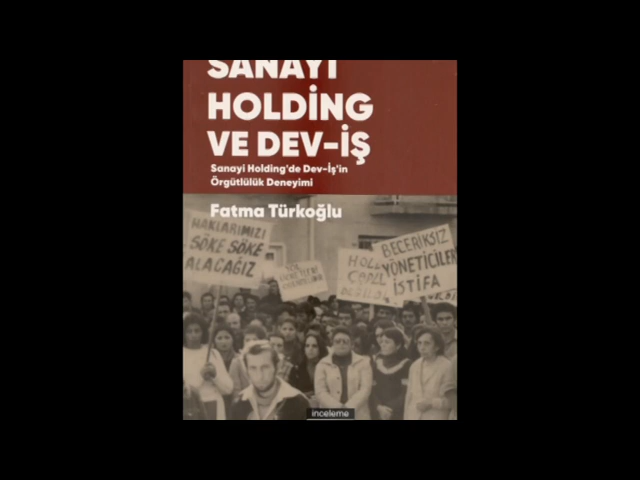 SANAYİ
HOLDİNG
VE DEV-İŞ
Sanayi Holding'de Dev-İş'in
Örgütlülük Deneyimi
Fatma Türkoğlu
HAKLARIMIZI
SÖKE SÖKE
ALACAĞIZ
BECERİKSIZ
YÖNETİCİLER
İSTİFA
inceleme